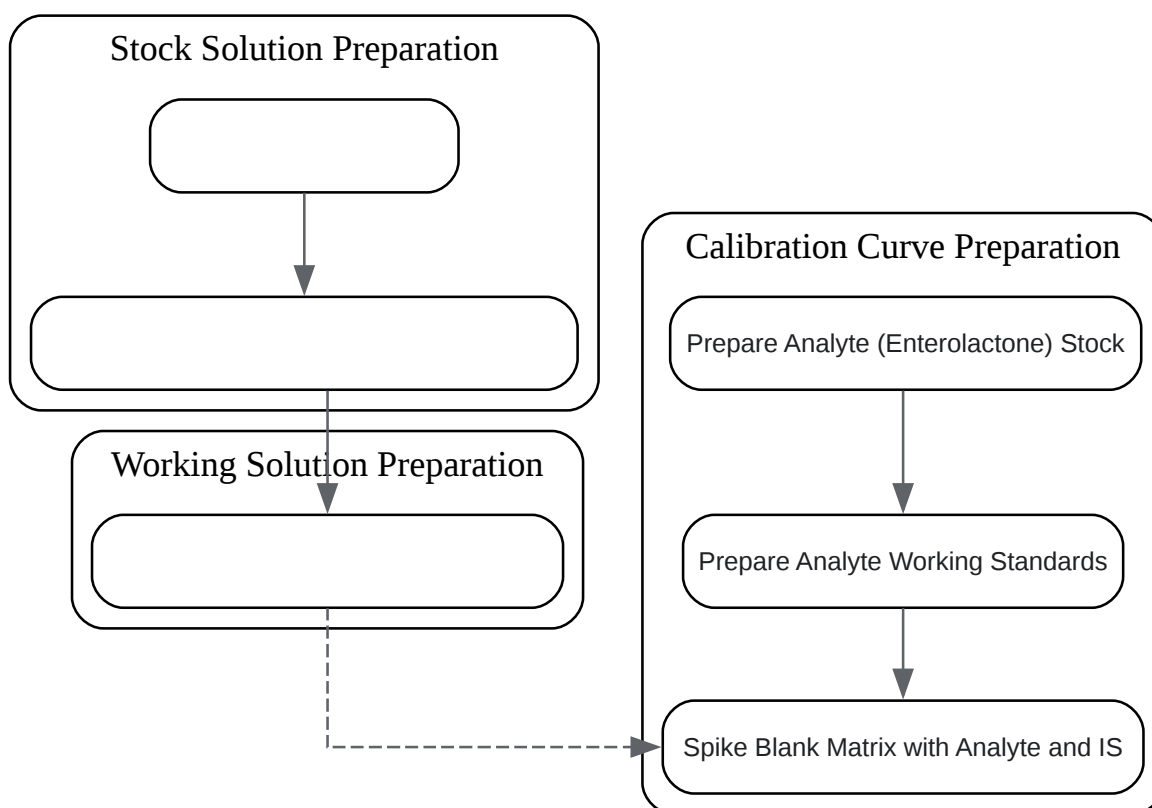 Stock Solution Preparation
Working Solution Preparation
Calibration Curve Preparation
Prepare Analyte (Enterolactone) Stock
Prepare Analyte Working Standards
Spike Blank Matrix with Analyte and IS